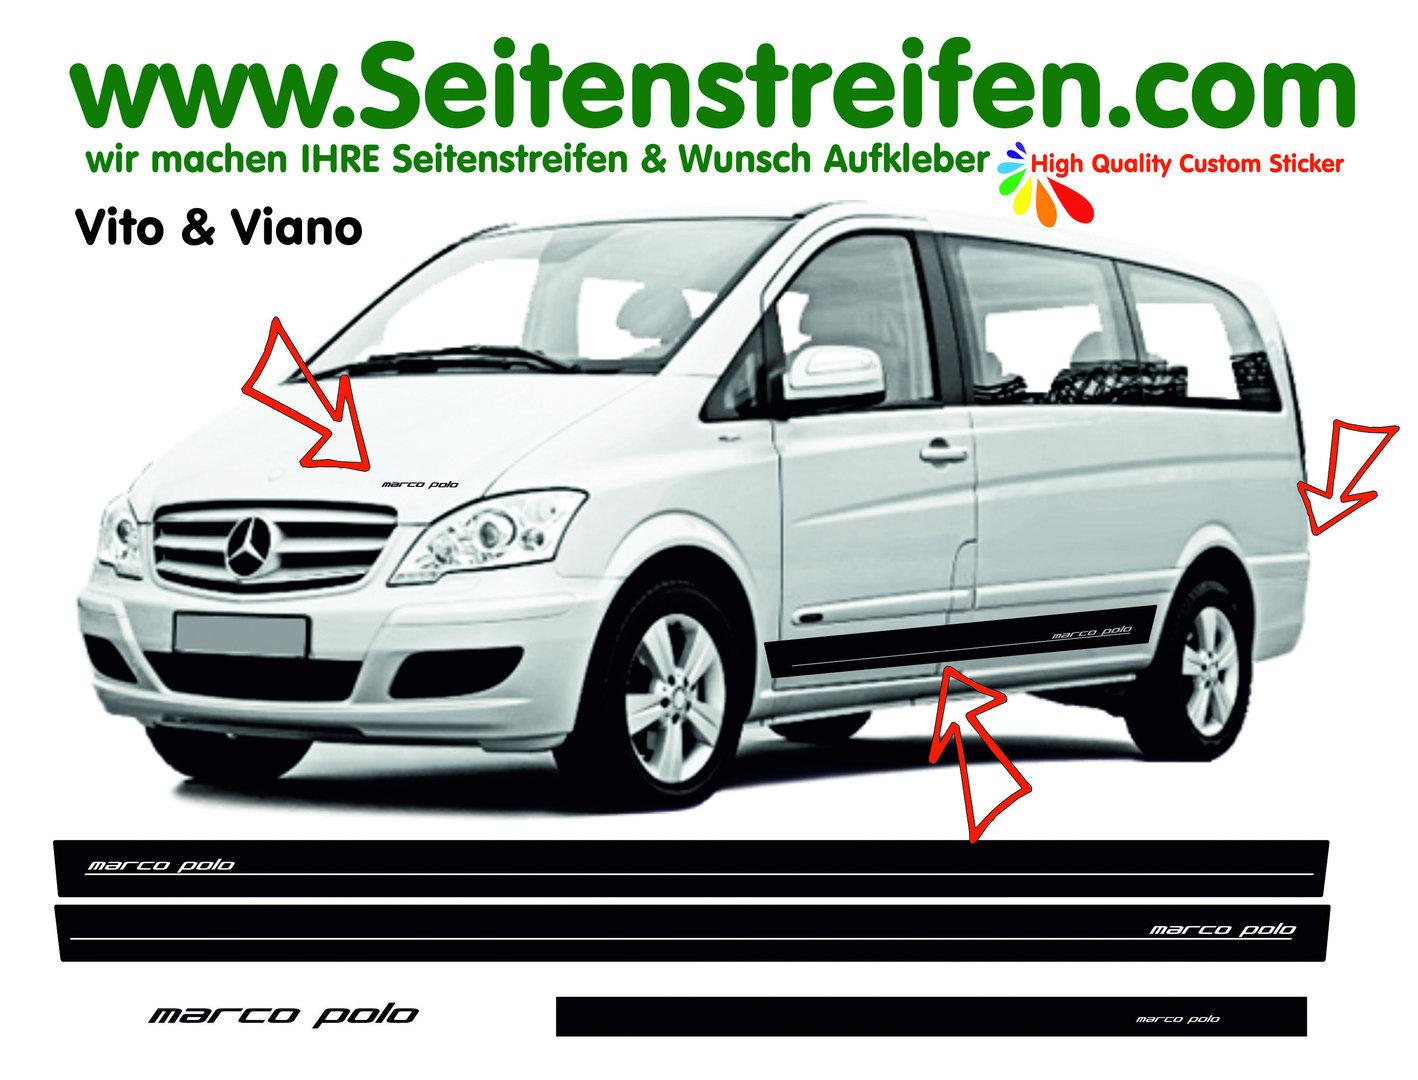 www.Seitenstreifen.com
wir machen IHRE Seitenstreifen & Wunsch Aufkleber
High Quality Custom Sticker
Vito & Viano
marco polo
marco polo
marco polo
marco polo
marco polo
marco polo